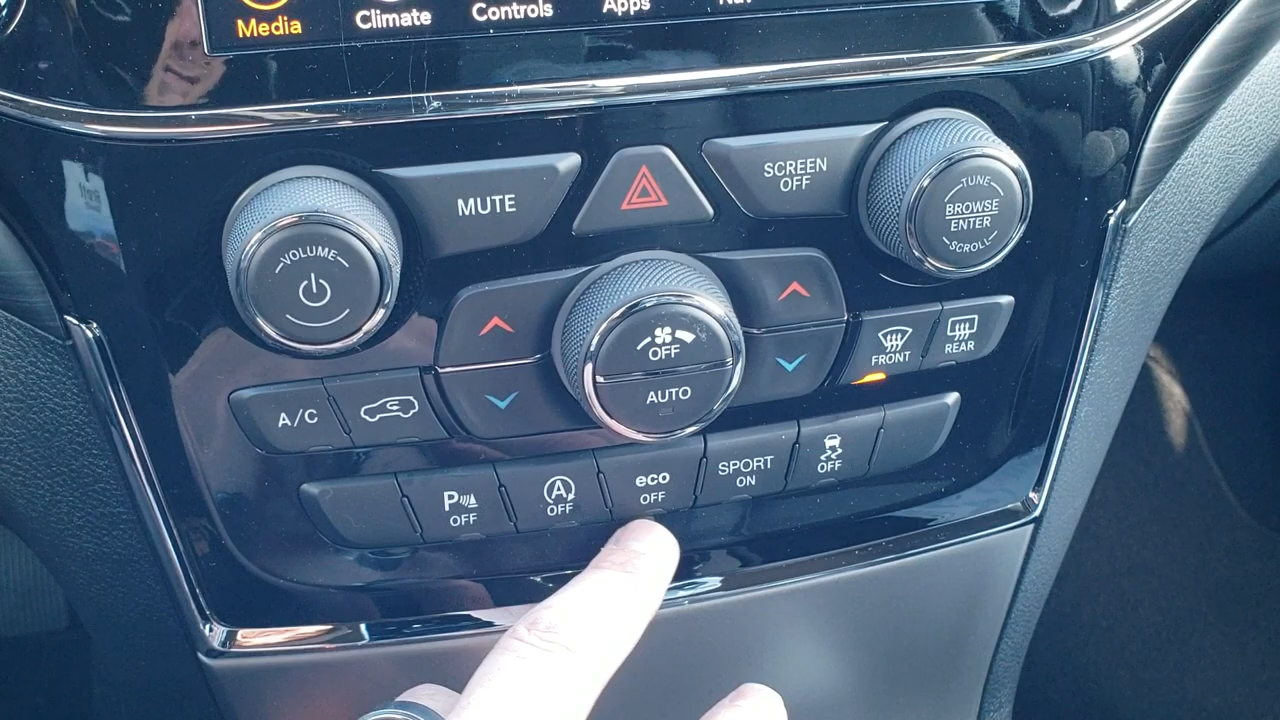 Media
Climate
Controls
Apps
MUTE
SCREEN
OFF
TUNE
BROWSE
ENTER
SCROLL
VOLUME
OFF
AUTO
FRONT
REAR
A/C
P
OFF
A
OFF
eco
OFF
SPORT
ON
OFF